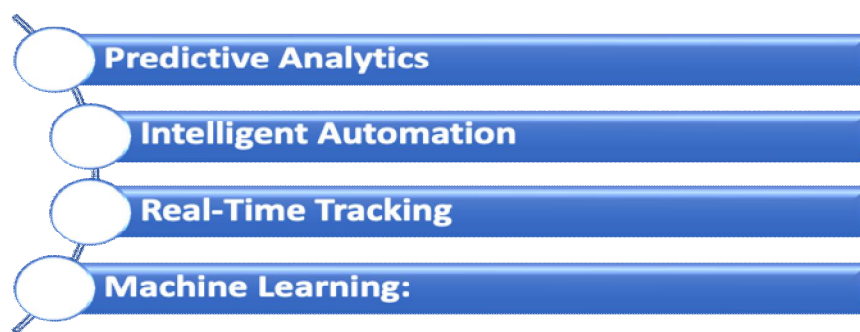 Predictive Analytics
Intelligent Automation
Real-Time Tracking
Machine Learning: